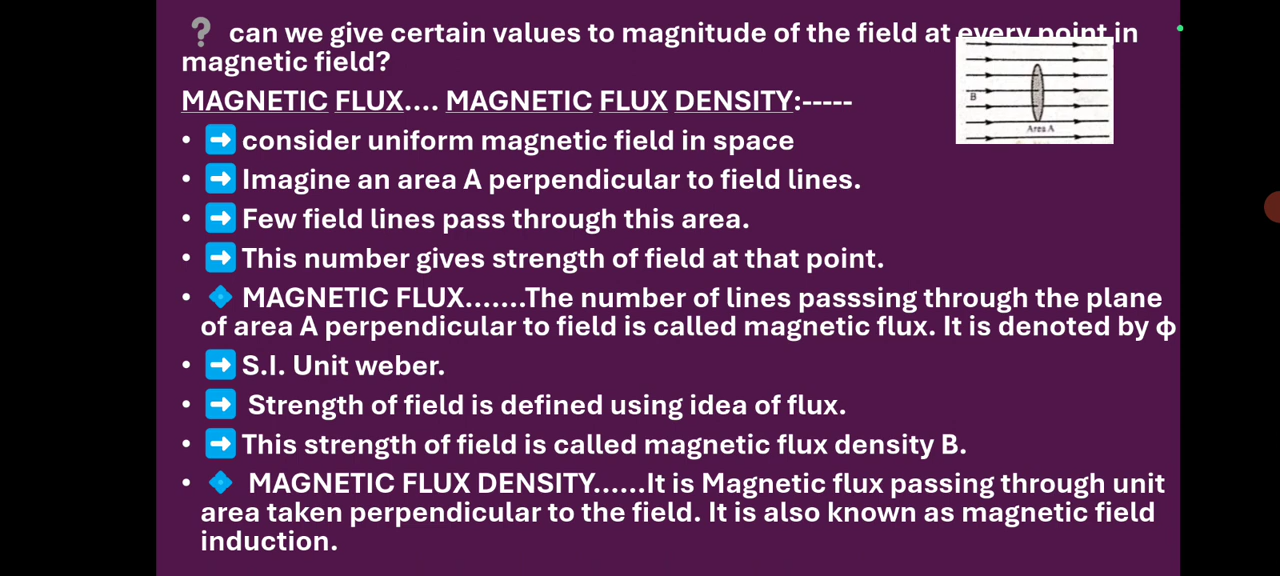 ❔ can we give certain values to magnitude of the field at every point in
magnetic field?
MAGNETIC FLUX.... MAGNETIC FLUX DENSITY:-----
B
Area A
• ➡ consider uniform magnetic field in space
• ➡ Imagine an area A perpendicular to field lines.
• ➡ Few field lines pass through this area.
• ➡ This number gives strength of field at that point.
• 🔹 MAGNETIC FLUX.......The number of lines passsing through the plane
of area A perpendicular to field is called magnetic flux. It is denoted by ф
• ➡ S.I. Unit weber.
• ➡ Strength of field is defined using idea of flux.
• ➡ This strength of field is called magnetic flux density B.
• 🔹 MAGNETIC FLUX DENSITY......It is Magnetic flux passing through unit
area taken perpendicular to the field. It is also known as magnetic field
induction.